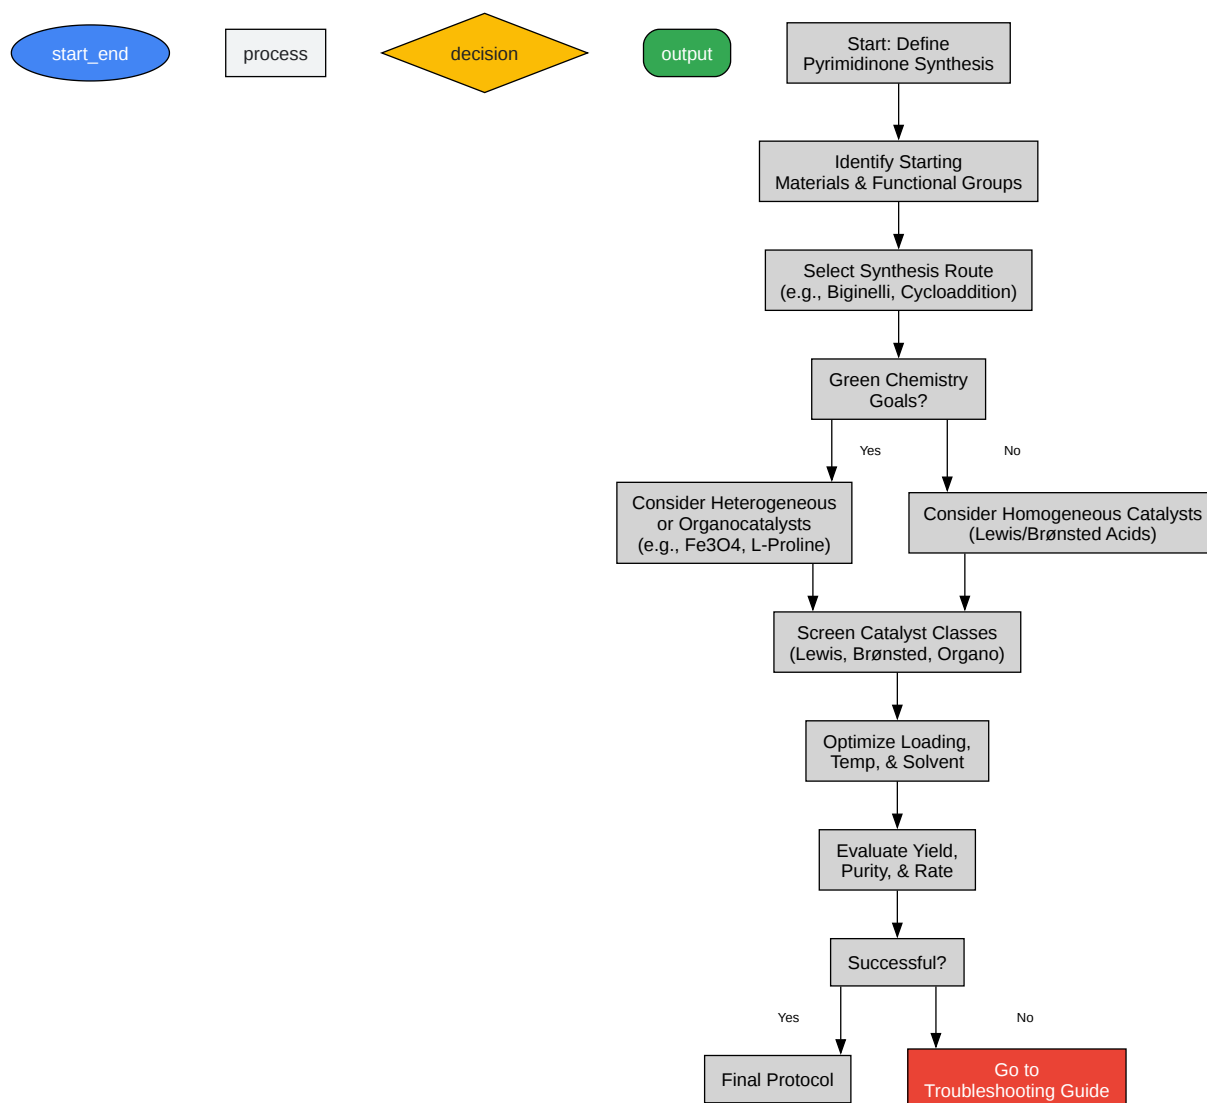 start_end
process
decision
output
Start: Define
Pyrimidinone Synthesis
Identify Starting
Materials & Functional Groups
Select Synthesis Route
(e.g., Biginelli, Cycloaddition)
Green Chemistry
Goals?
Yes
No
Consider Heterogeneous
or Organocatalysts
(e.g., Fe3O4, L-Proline)
Consider Homogeneous Catalysts
(Lewis/Brønsted Acids)
Screen Catalyst Classes
(Lewis, Brønsted, Organo)
Optimize Loading,
Temp, & Solvent
Evaluate Yield,
Purity, & Rate
Successful?
Yes
No
Final Protocol
Go to
Troubleshooting Guide